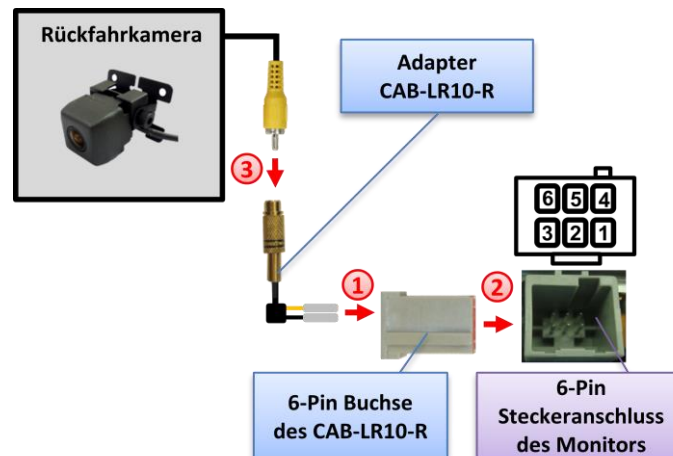 Rückfahrkamera
Adapter
CAB-LR10-R
3
6 5 4
3 2 1
1
2
6-Pin Buchse
des CAB-LR10-R
6-Pin
Steckeranschluss
des Monitors